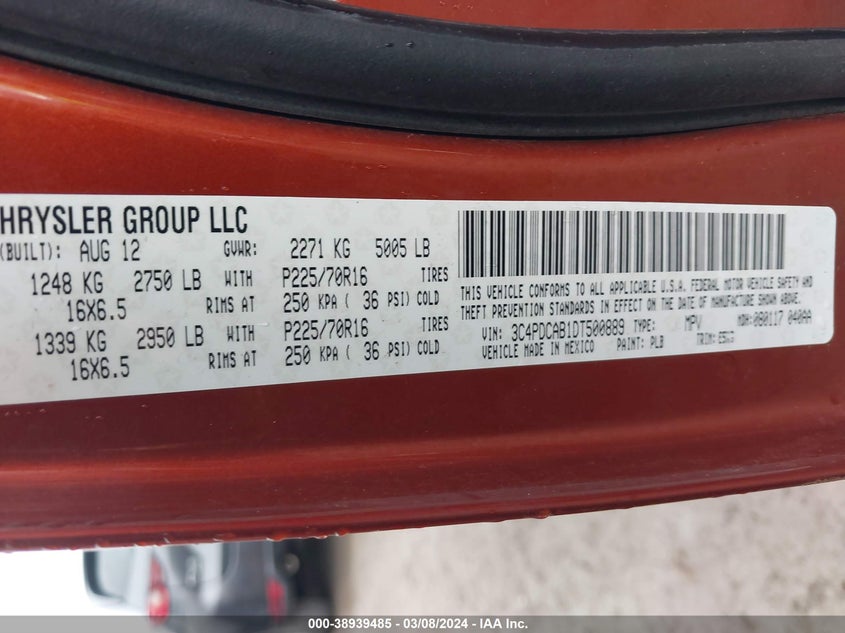 HRYSLER GROUP LLC
(BUILT): AUG 12 GVWR: 2271 KG 5005 LB
1248 KG 2750 LB WITH P225/70R16 TIRES
16X6.5 RIMS AT 250 KPA ( 36 PSI) COLD
1339 KG 2950 LB WITH P225/70R16 TIRES
16X6.5 RIMS AT 250 KPA ( 36 PSI) COLD
THIS VEHICLE CONFORMS TO ALL APPLICABLE U.S.A. FEDERAL MOTOR VEHICLE SAFETY AND
THEFT PREVENTION STANDARDS IN EFFECT ON THE DATE OF MANUFACTURE SHOWN ABOVE.
VIN: 3C4PDCAB1DT500889 TYPE: MPV MDH: 080117 040AA
VEHICLE MADE IN MEXICO PAINT: PLB TRIM:
000-38939485 - 03/08/2024 - IAA Inc.